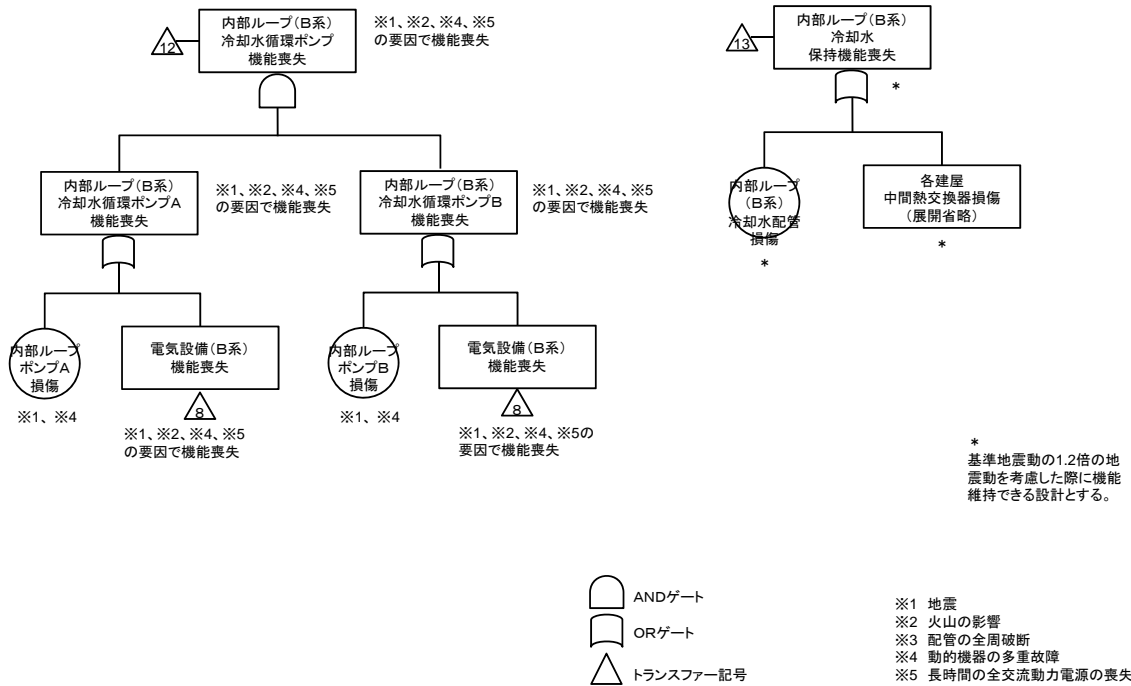 内部ループ（B系）
冷却水循環ポンプ
機能喪失
12
※1、※2、※4、※5
の要因で機能喪失
内部ループ（B系）
冷却水循環ポンプA
機能喪失
※1、※2、※4、※5
の要因で機能喪失
内部ループ（B系）
冷却水循環ポンプB
機能喪失
※1、※2、※4、※5
の要因で機能喪失
内部ループ
ポンプA
損傷
※1、※4
電気設備（B系）
機能喪失
8
※1、※2、※4、※5
の要因で機能喪失
内部ループ
ポンプB
損傷
※1、※4
電気設備（B系）
機能喪失
8
※1、※2、※4、※5の
要因で機能喪失
13
内部ループ（B系）
冷却水
保持機能喪失
*
内部ループ
（B系）
冷却水配管
損傷
*
各建屋
中間熱交換器損傷
（展開省略）
*
*
基準地震動の1.2倍の地
震動を考慮した際に機能
維持できる設計とする。
ANDゲート
ORゲート
トランスファー記号
※1 地震
※2 火山の影響
※3 配管の全周破断
※4 動的機器の多重故障
※5 長時間の全交流動力電源の喪失